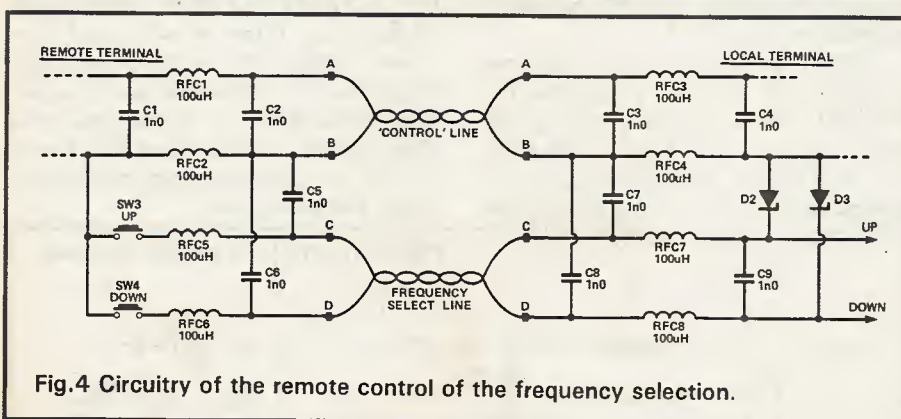 REMOTE TERMINAL
LOCAL TERMINAL
RFC1
100uH
C1
1n0
C2
1n0
A
A
'CONTROL' LINE
RFC3
100uH
C3
1n0
C4
1n0
B
B
RFC2
100uH
RFC4
100uH
C5
1n0
C7
1n0
D2
D3
SW3
UP
RFC5
100uH
C
C
RFC7
100uH
UP
C6
1n0
C8
1n0
C9
1n0
FREQUENCY
SELECT LINE
SW4
DOWN
RFC6
100uH
D
D
RFC8
100uH
DOWN
Fig.4 Circuitry of the remote control of the frequency selection.